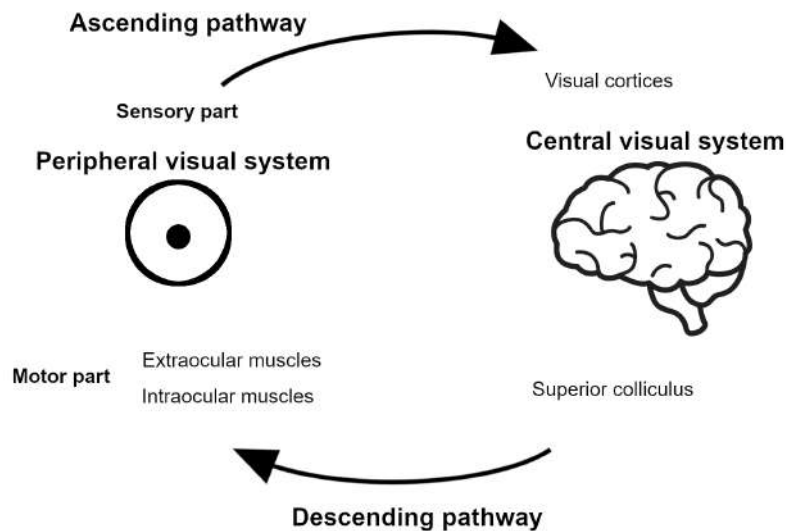 Ascending pathway
Visual cortices
Sensory part
Central visual system
Peripheral visual system
Extraocular muscles
Motor part
Intraocular muscles
Superior colliculus
Descending pathway